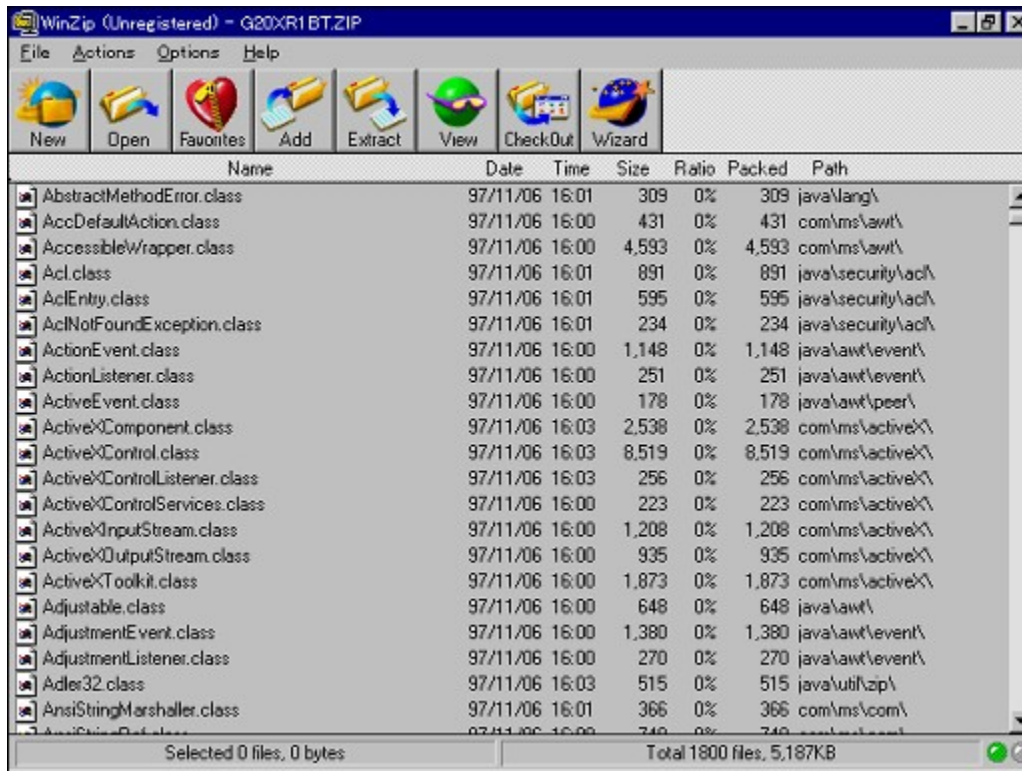 WinZip (Unregistered) - G20XR1BT.ZIP
File Actions Options Help
New Open Favorites Add Extract View CheckOut Wizard
Name Date Time Size Ratio Packed Path
AbstractMethodError.class 97/11/06 16:01 309 0% 309 java\lang\
AccDefaultAction.class 97/11/06 16:00 431 0% 431 com\ms\awt\
AccessibleWrapper.class 97/11/06 16:00 4,593 0% 4,593 com\ms\awt\
Acl.class 97/11/06 16:01 891 0% 891 java\security\acl\
AclEntry.class 97/11/06 16:01 595 0% 595 java\security\acl\
AclNotFoundException.class 97/11/06 16:01 234 0% 234 java\security\acl\
ActionEvent.class 97/11/06 16:00 1,148 0% 1,148 java\awt\event\
ActionListener.class 97/11/06 16:00 251 0% 251 java\awt\event\
ActiveEvent.class 97/11/06 16:00 178 0% 178 java\awt\peer\
ActiveXComponent.class 97/11/06 16:03 2,538 0% 2,538 com\ms\activeX\
ActiveXControl.class 97/11/06 16:03 8,519 0% 8,519 com\ms\activeX\
ActiveXControlListener.class 97/11/06 16:03 256 0% 256 com\ms\activeX\
ActiveXControlServices.class 97/11/06 16:00 223 0% 223 com\ms\activeX\
ActiveXInputStream.class 97/11/06 16:00 1,208 0% 1,208 com\ms\activeX\
ActiveXOutputStream.class 97/11/06 16:00 935 0% 935 com\ms\activeX\
ActiveXToolkit.class 97/11/06 16:00 1,873 0% 1,873 com\ms\activeX\
Adjustable.class 97/11/06 16:00 648 0% 648 java\awt\
AdjustmentEvent.class 97/11/06 16:00 1,380 0% 1,380 java\awt\event\
AdjustmentListener.class 97/11/06 16:00 270 0% 270 java\awt\event\
Adler32.class 97/11/06 16:03 515 0% 515 java\util\zip\
AnsiStringMarshaller.class 97/11/06 16:01 366 0% 366 com\ms\com\
Selected 0 files, 0 bytes Total 1800 files, 5,187KB